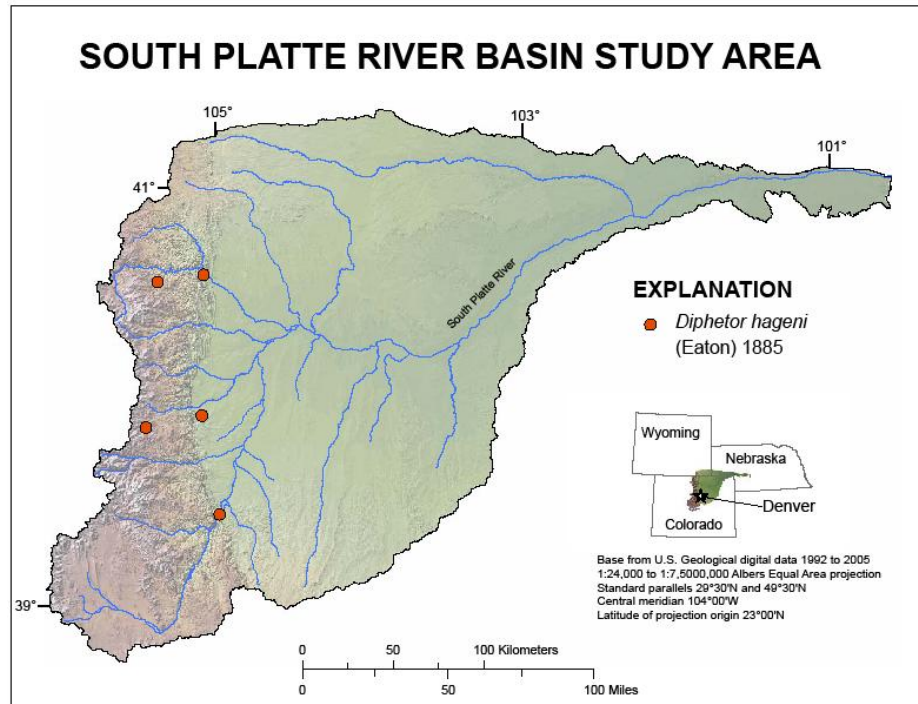 SOUTH PLATTE RIVER BASIN STUDY AREA
105°
103°
101°
41°
South Platte River
EXPLANATION
Diphetor hageni
(Eaton) 1885
Wyoming
Nebraska
Denver
Colorado
Base from U.S. Geological digital data 1992 to 2005
1:24,000 to 1:7,5000,000 Albers Equal Area projection
Standard parallels 29°30'N and 49°30'N
Central meridian 104°00'W
Latitude of projection origin 23°00'N
39°
0 50 100 Kilometers
0 50 100 Miles